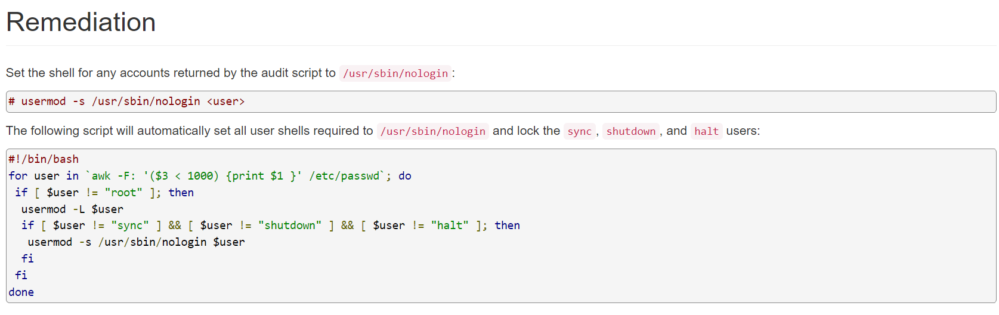 Remediation
Set the shell for any accounts returned by the audit script to /usr/sbin/nologin :
# usermod -s /usr/sbin/nologin <user>
The following script will automatically set all user shells required to /usr/sbin/nologin and lock the sync , shutdown , and halt users:
#!/bin/bash
for user in `awk -F: '($3 < 1000) {print $1 }' /etc/passwd`; do
 if [ $user != "root" ]; then
  usermod -L $user
  if [ $user != "sync" ] && [ $user != "shutdown" ] && [ $user != "halt" ]; then
   usermod -s /usr/sbin/nologin $user
  fi
 fi
done